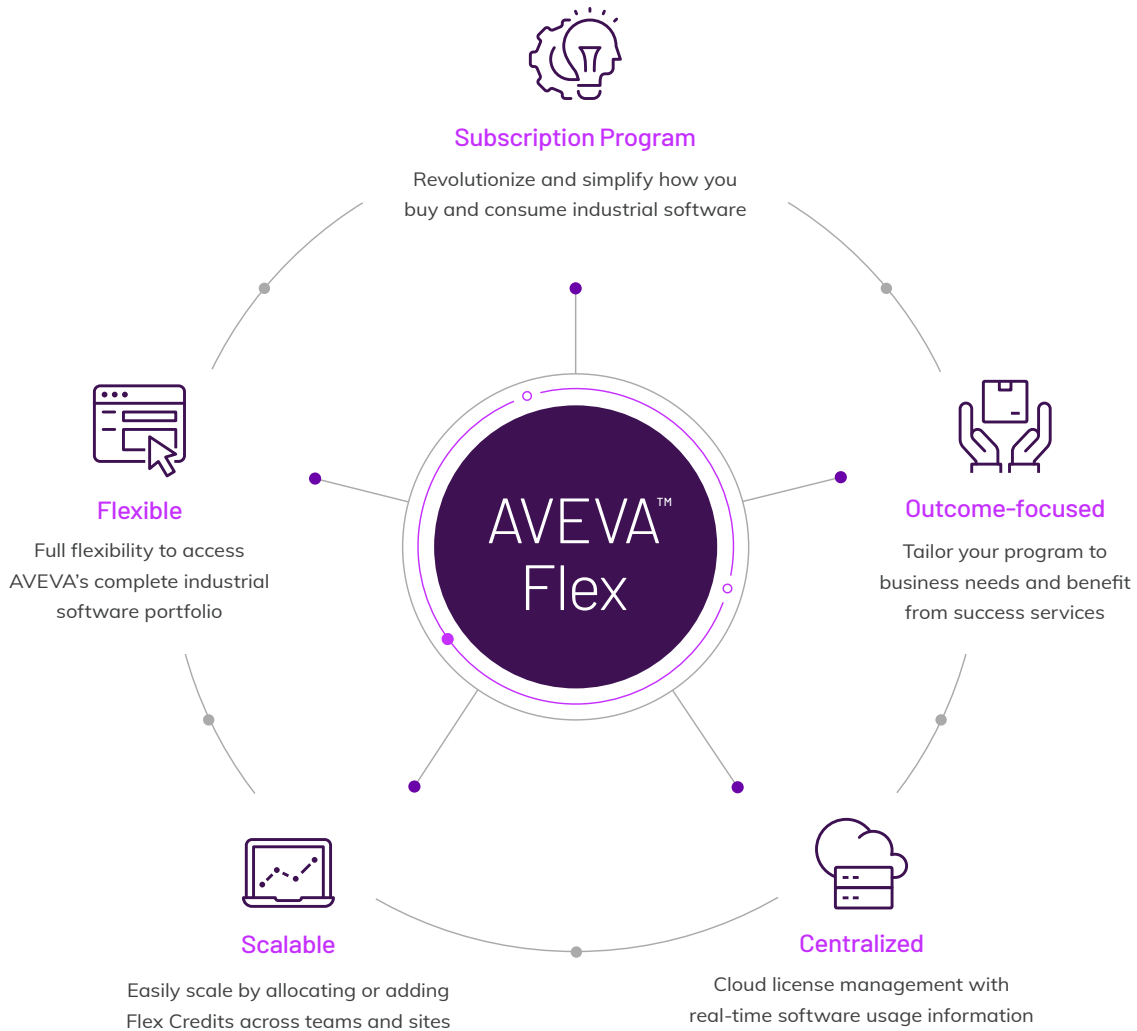 Subscription Program
Revolutionize and simplify how you
buy and consume industrial software
Flexible
Full flexibility to access
AVEVA’s complete industrial
software portfolio
AVEVA™
Flex
Outcome-focused
Tailor your program to
business needs and benefit
from success services
Scalable
Easily scale by allocating or adding
Flex Credits across teams and sites
Centralized
Cloud license management with
real-time software usage information